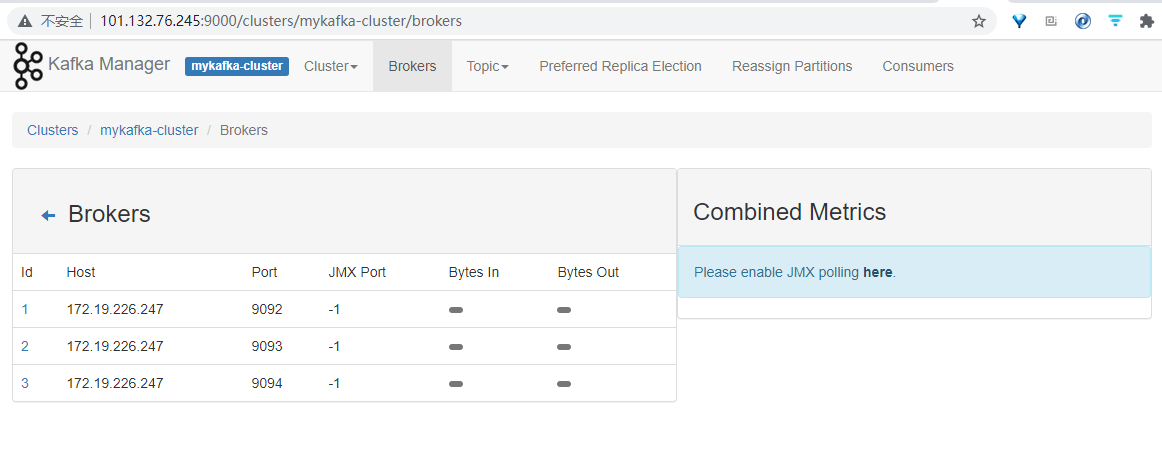 不安全 101.132.76.245:9000/clusters/mykafka-cluster/brokers
Kafka Manager mykafka-cluster Cluster Brokers Topic Preferred Replica Election Reassign Partitions Consumers
Clusters / mykafka-cluster / Brokers
Brokers
Id Host Port JMX Port Bytes In Bytes Out
1 172.19.226.247 9092 -1
2 172.19.226.247 9093 -1
3 172.19.226.247 9094 -1
Combined Metrics
Please enable JMX polling here.